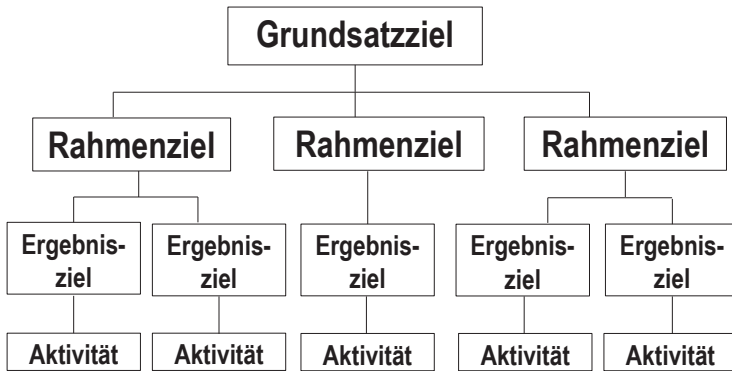 Grundsatzziel
Rahmenziel Rahmenziel Rahmenziel
Ergebnis- Ergebnis- Ergebnis- Ergebnis- Ergebnis-
ziel ziel ziel ziel ziel
Aktivität Aktivität Aktivität Aktivität Aktivität